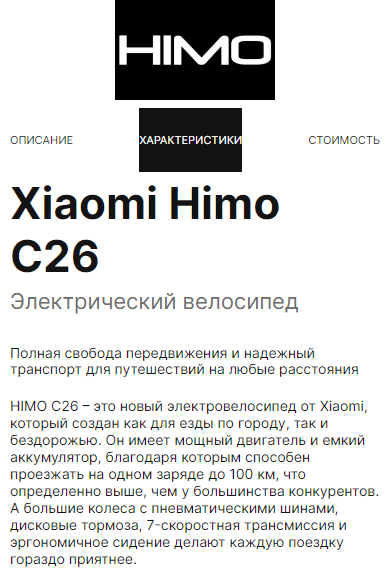 HIMO
ОПИСАНИЕ
ХАРАКТЕРИСТИКИ
СТОИМОСТЬ
Xiaomi Himo
C26
Электрический велосипед
Полная свобода передвижения и надежный
транспорт для путешествий на любые расстояния
HIMO C26 – это новый электровелосипед от Xiaomi,
который создан как для езды по городу, так и
бездорожью. Он имеет мощный двигатель и емкий
аккумулятор, благодаря которым способен
проезжать на одном заряде до 100 км, что
определенно выше, чем у большинства конкурентов.
А большие колеса с пневматическими шинами,
дисковые тормоза, 7-скоростная трансмиссия и
эргономичное сидение делают каждую поездку
гораздо приятнее.